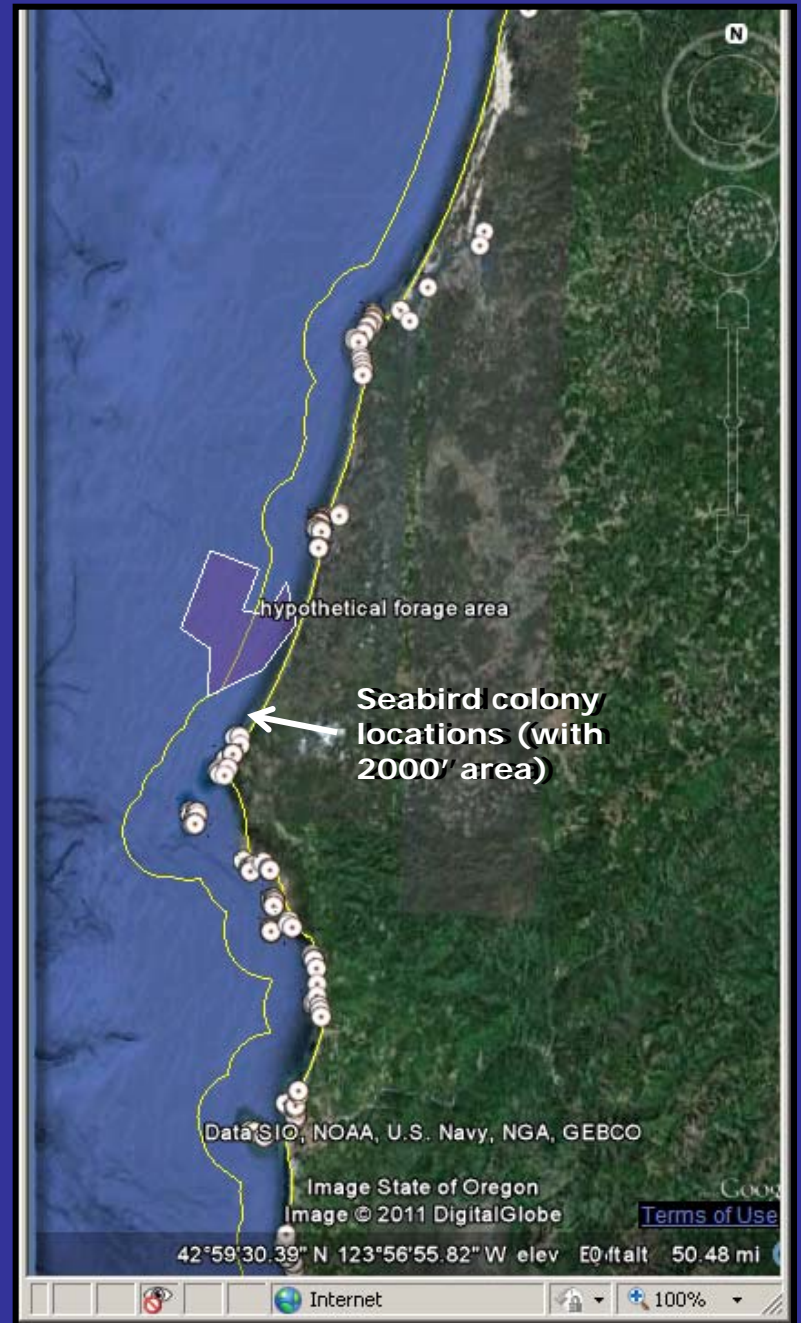 N
hypothetical forage area
Seabird colony
locations (with
2000' area)
Data SIO, NOAA, U.S. Navy, NGA, GEBCO
Image State of Oregon
Goog
Image © 2011 DigitalGlobe
Terms of Use
42°59'30.39" N 123°56'55.82" W elev 50.48 mi
Internet
100%